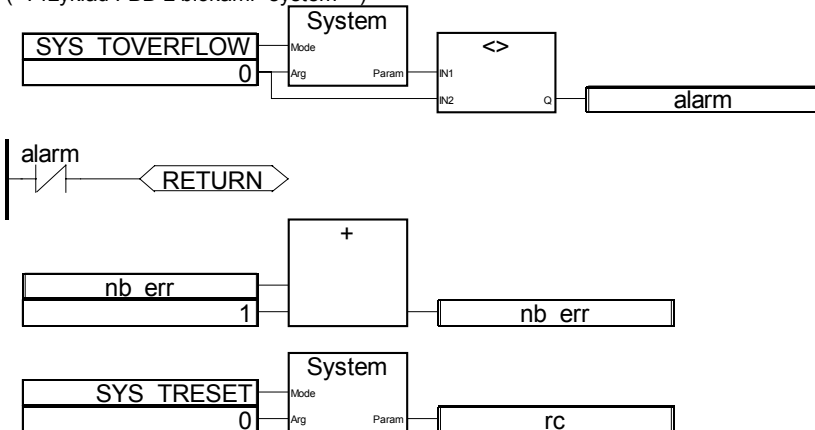 System
SYS_TOVERFLOW Mode <>
0 Arg Param IN1
IN2 Q alarm
alarm
RETURN
+
nb_err
1 nb_err
System
SYS_TRESET Mode
0 Arg Param rc